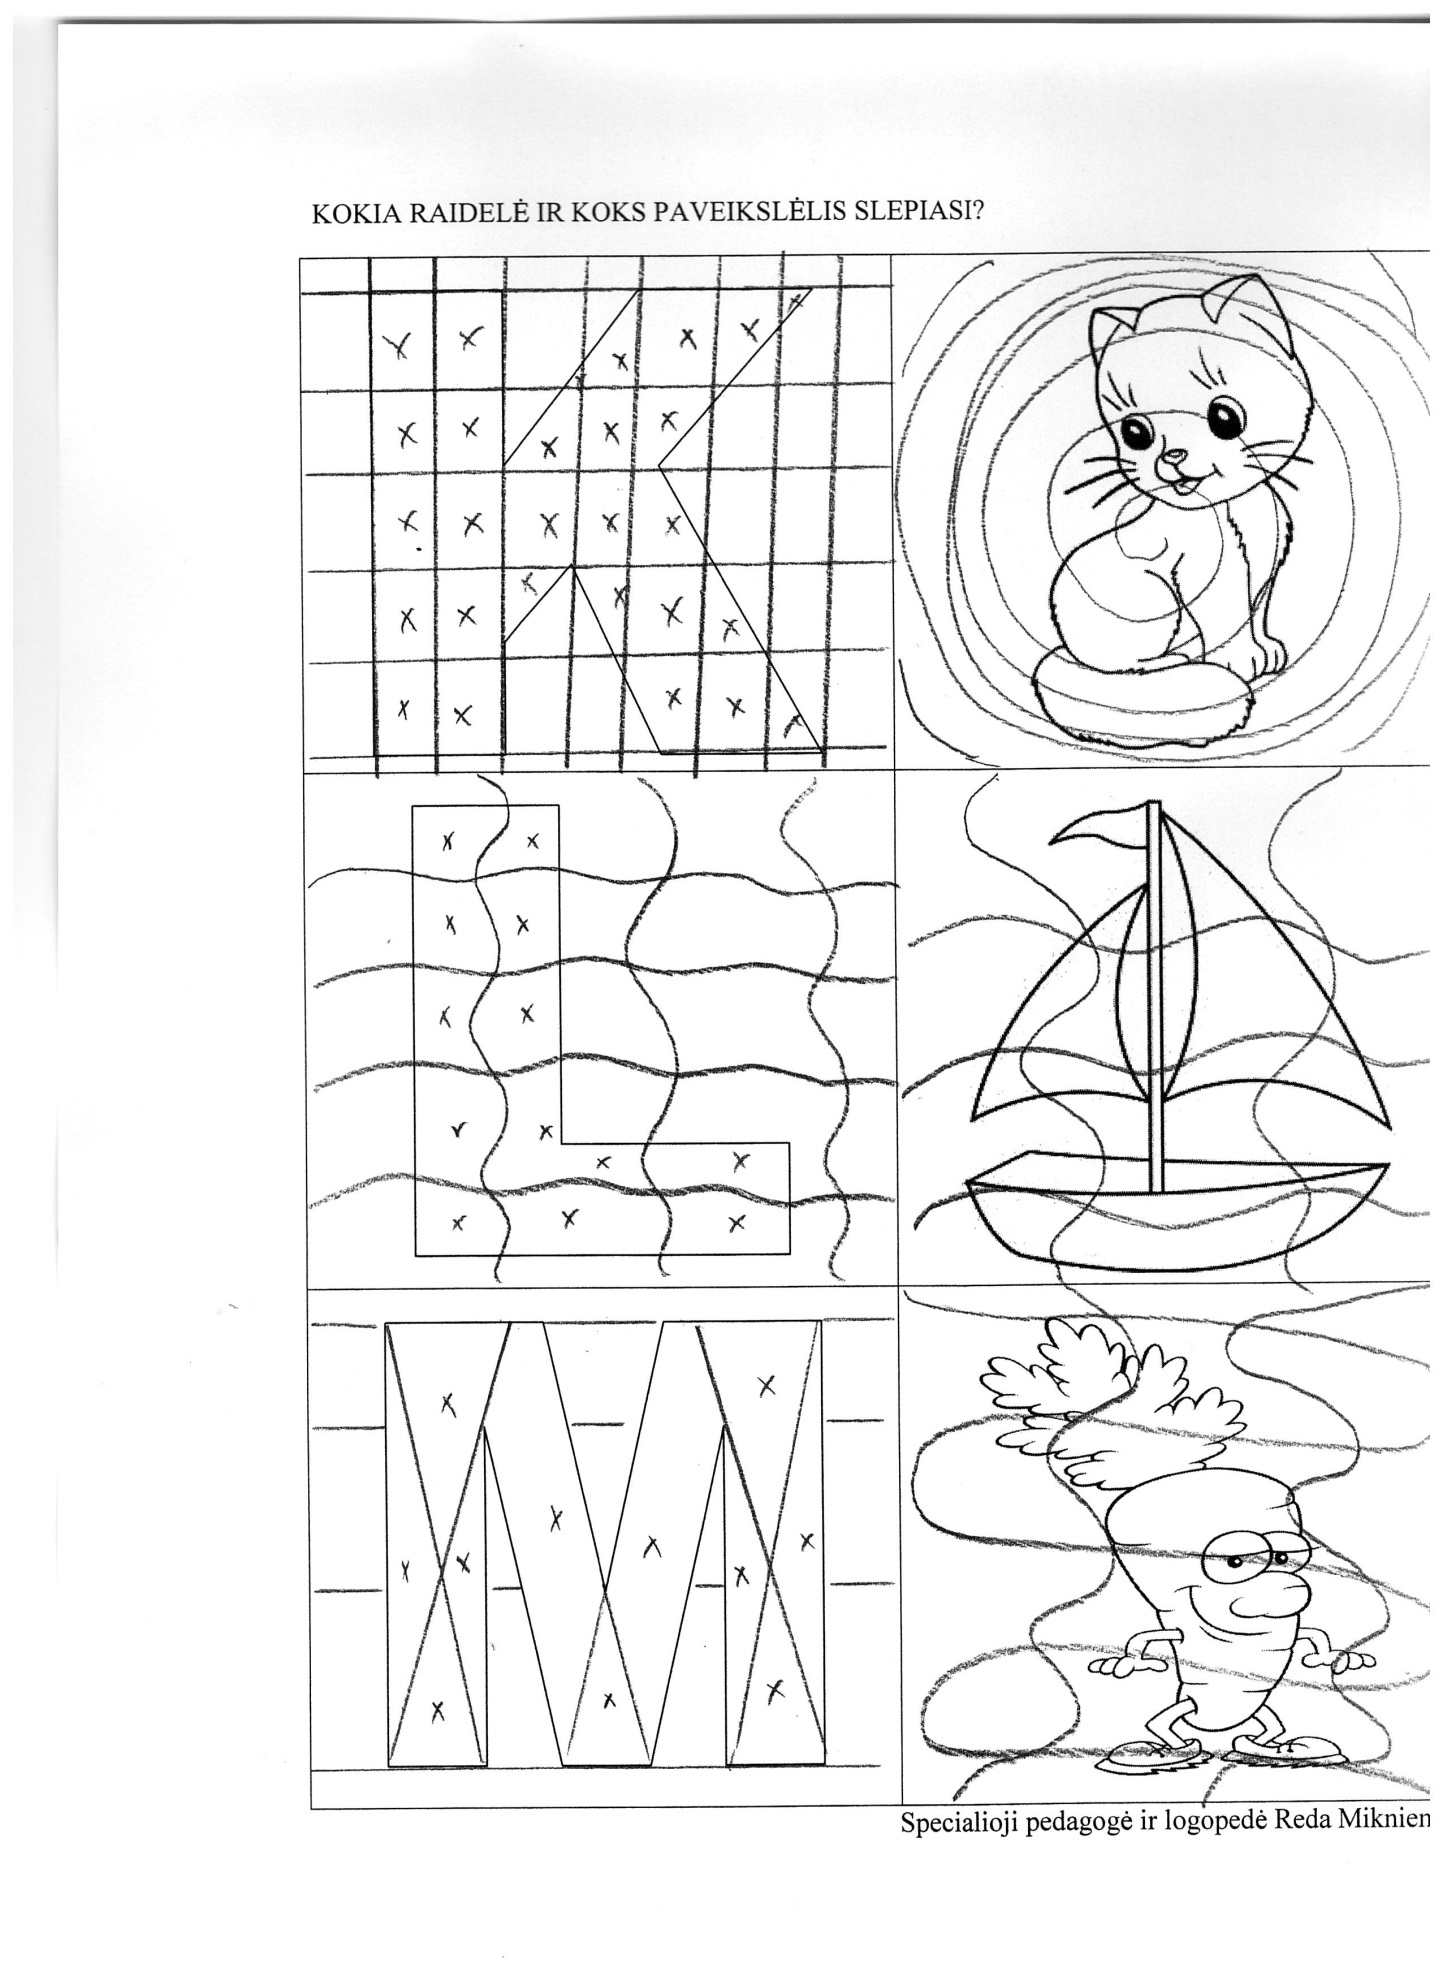 KOKIA RAIDELĖ IR KOKS PAVEIKSLĖLIS SLEPIASI?
K
L
M
Specialioji pedagogė ir logopedė Reda Miknien